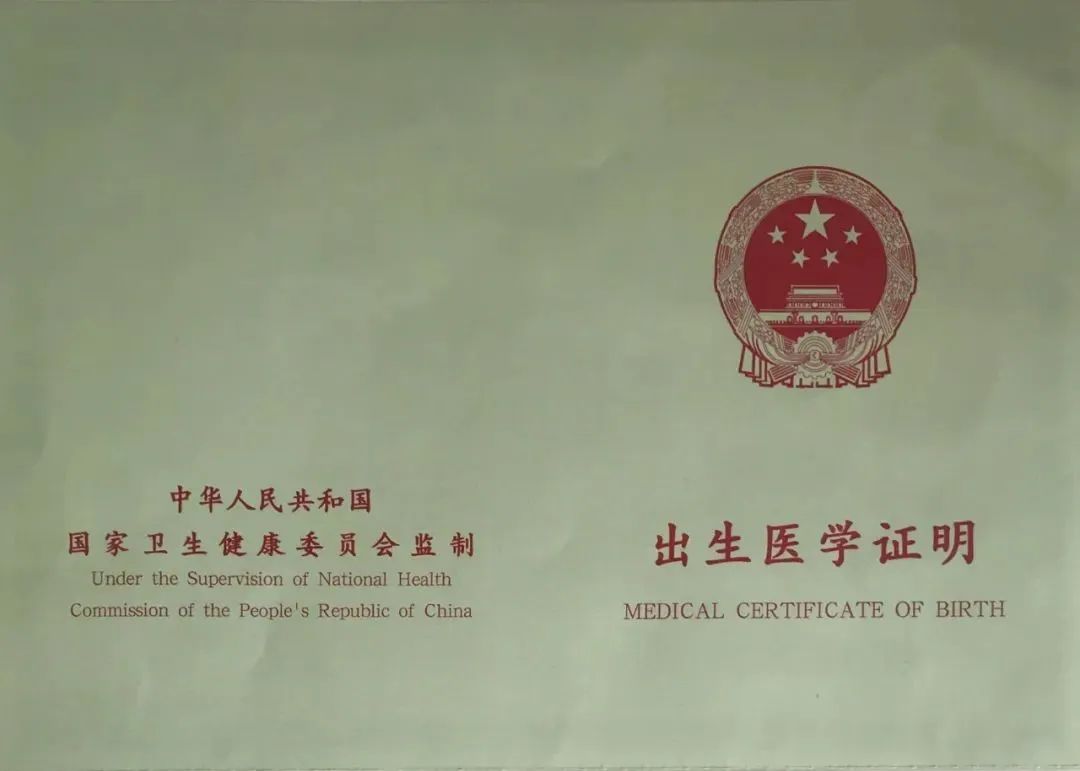 中华人民共和国
国家卫生健康委员会监制
Under the Supervision of National Health
Commission of the People's Republic of China
出生医学证明
MEDICAL CERTIFICATE OF BIRTH